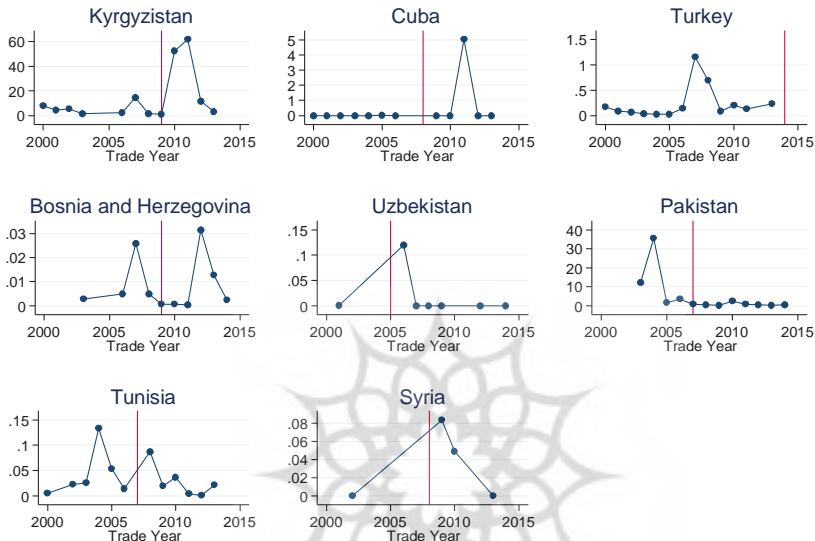 Kyrgyzistan
60
40
20
0
2000 2005 2010 2015
Trade Year
Cuba
5
4
3
2
1
0
2000 2005 2010 2015
Trade Year
Turkey
1.5
1
.5
0
2000 2005 2010 2015
Trade Year
Bosnia and Herzegovina
.03
.02
.01
0
2000 2005 2010 2015
Trade Year
Uzbekistan
.15
.1
.05
0
2000 2005 2010 2015
Trade Year
Pakistan
40
30
20
10
0
2000 2005 2010 2015
Trade Year
Tunisia
.15
.1
.05
0
2000 2005 2010 2015
Trade Year
Syria
.08
.06
.04
.02
0
2000 2005 2010 2015
Trade Year